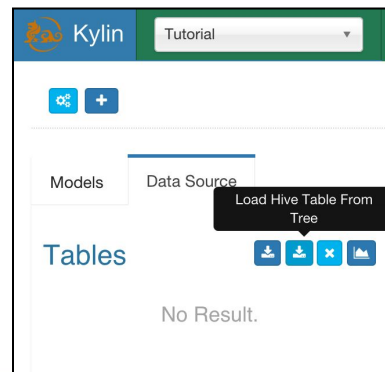 Kylin
Tutorial
Models
Data Source
Load Hive Table From
Tree
Tables
No Result.